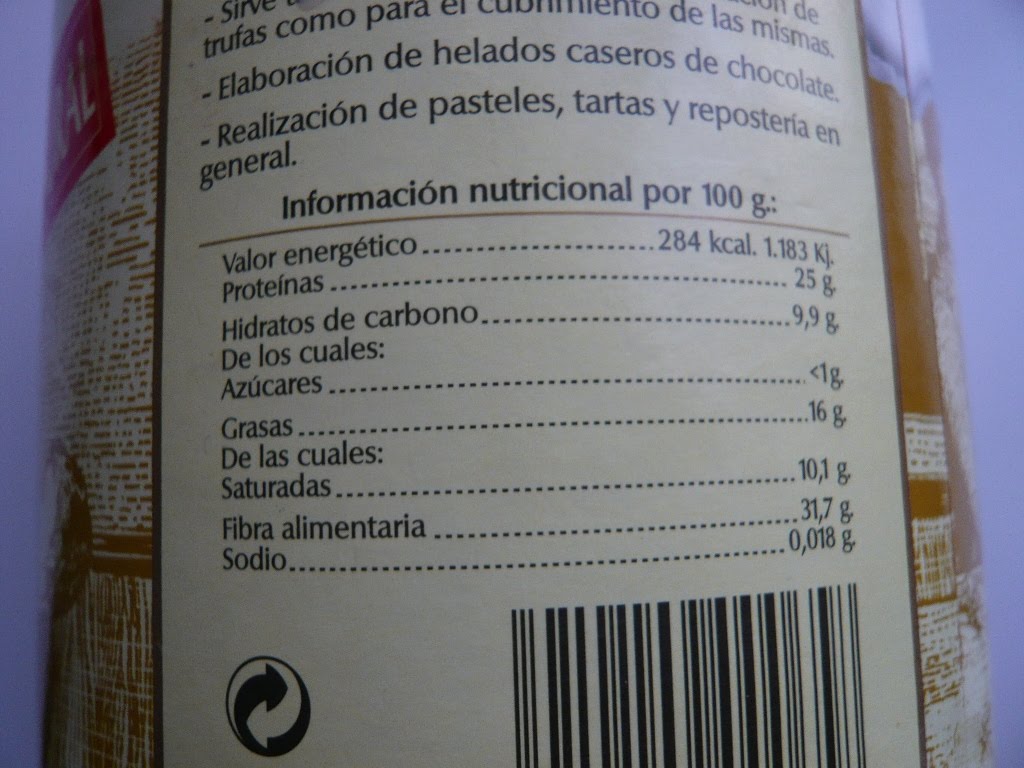 - Sirve
de
trufas como para el cubrimiento de las mismas.
- Elaboración de helados caseros de chocolate.
- Realización de pasteles, tartas y repostería en
general.
Información nutricional por 100 g.:
Valor energético.............................. 284 kcal. 1.183 Kj.
Proteínas .............................. 25 g.
Hidratos de carbono.............................. 9,9 g.
De los cuales:
Azúcares .............................. <1g.
Grasas .............................. 16 g.
De las cuales:
Saturadas .............................. 10,1 g.
Fibra alimentaria .............................. 31,7 g.
Sodio.............................. 0,018 g.